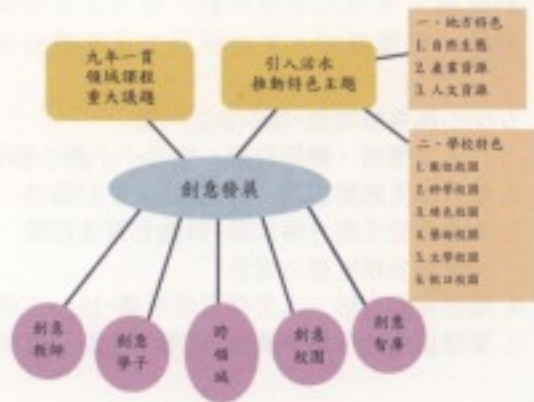 九年一貫
領域課程
重大議題
引入活水
推動特色主題
一、地方特色
1. 自然生態
2. 產業資源
3. 人文資源
二、學校特色
1. 數位校園
2. 科學校園
3. 綠色校園
4. 藝術校園
5. 文學校園
6. 假日校園
創意發展
創意
教師
創意
學子
跨
領
域
創意
校園
創意
智庫